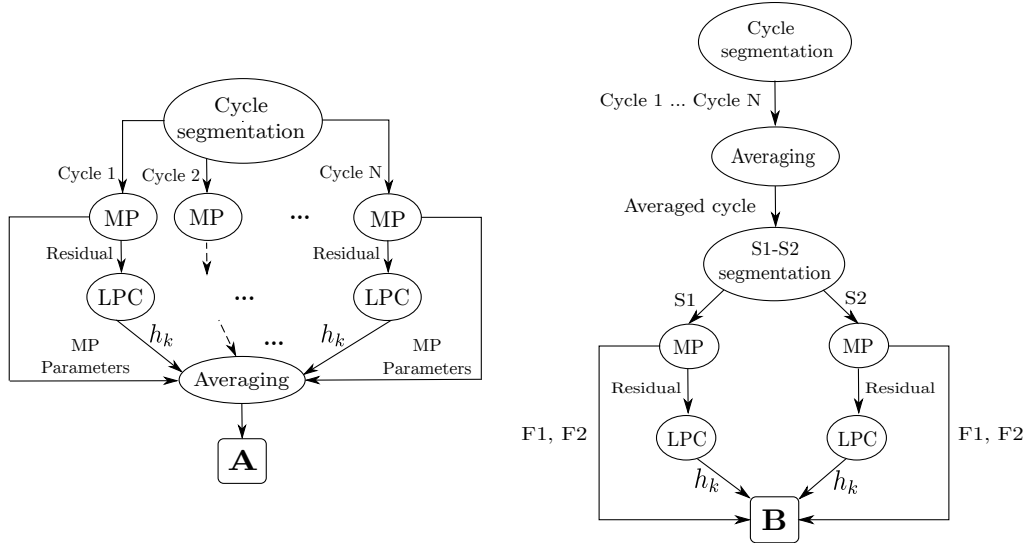 Cycle
segmentation
Cycle 1
Cycle 2
Cycle N
MP
MP
...
MP
Residual
Residual
LPC
...
LPC
h_k
...
h_k
MP
Parameters
MP
Parameters
Averaging
A
Cycle
segmentation
Cycle 1 ... Cycle N
Averaging
Averaged cycle
S1-S2
segmentation
S1
S2
MP
MP
Residual
Residual
LPC
LPC
F1, F2
F1, F2
h_k
h_k
B